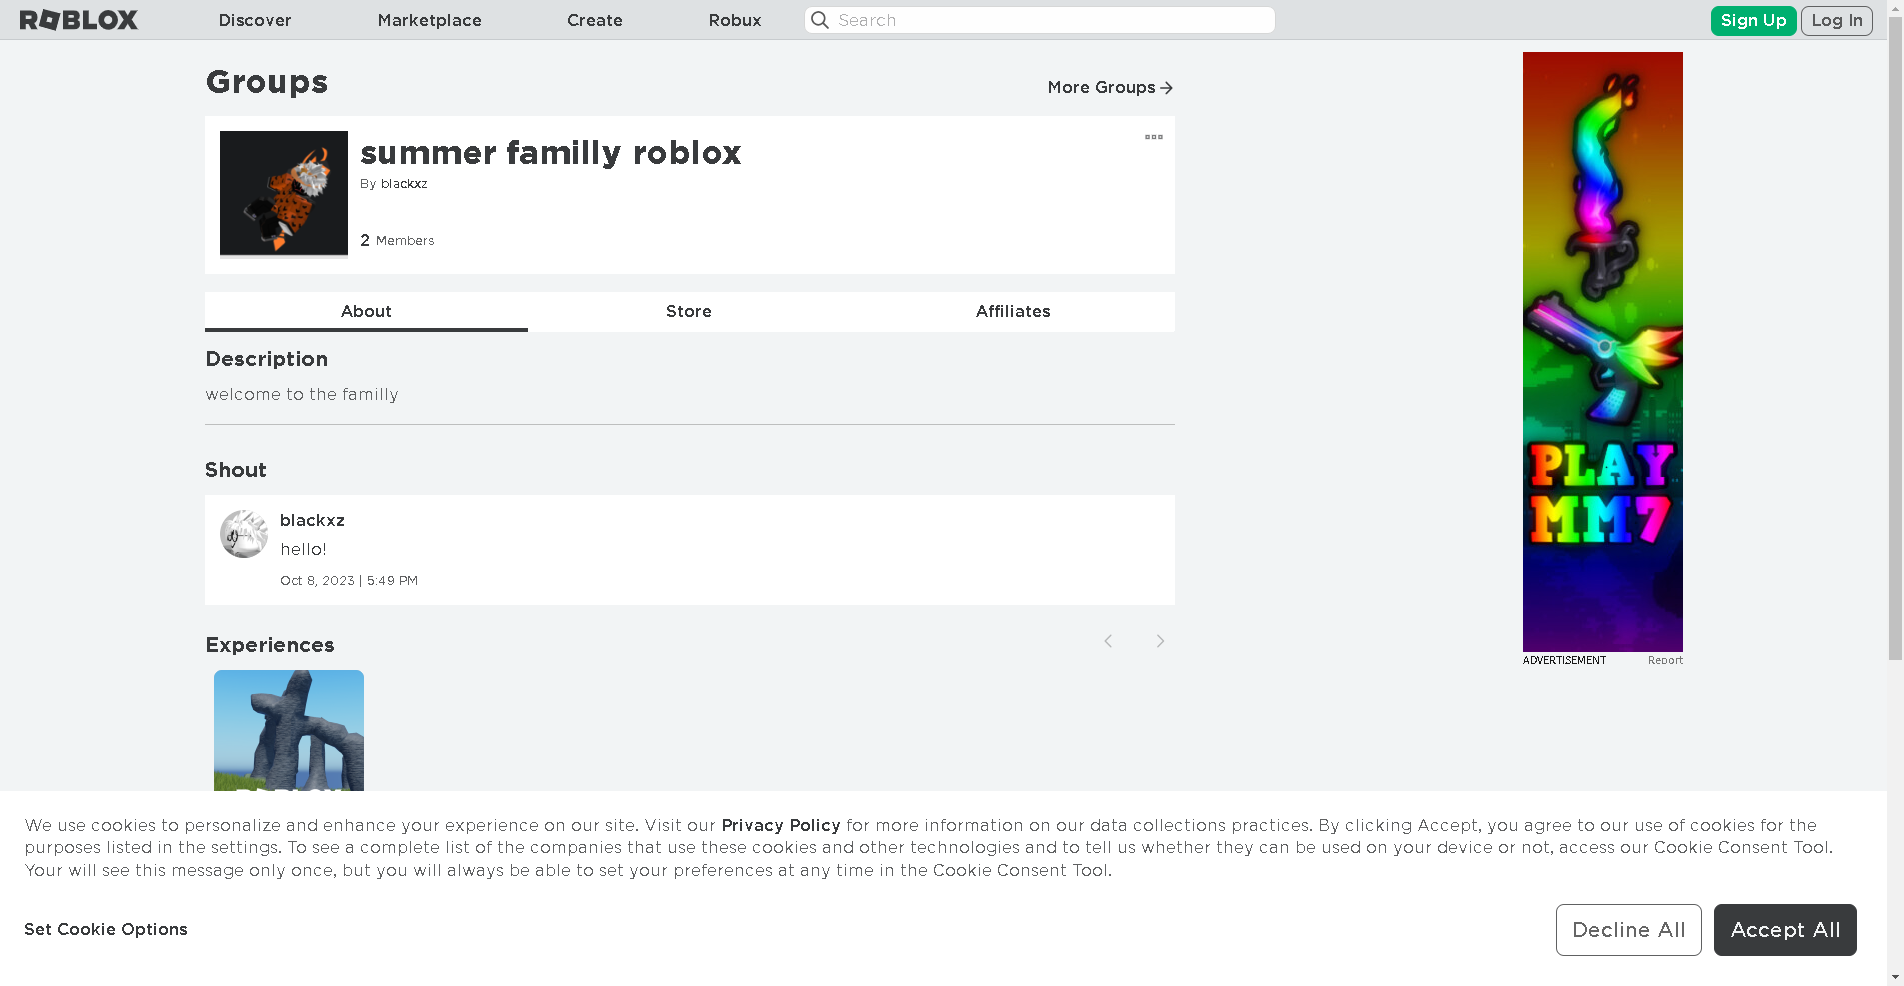 ROBLOX Discover Marketplace Create Robux Search Sign Up Log In
Groups
More Groups
summer familly roblox
By blackxz
2 Members
About Store Affiliates
Description
welcome to the familly
Shout
blackxz
hello!
Oct 8, 2023 | 5:49 PM
Experiences
PLAY
MM7
ADVERTISEMENT Report
We use cookies to personalize and enhance your experience on our site. Visit our Privacy Policy for more information on our data collections practices. By clicking Accept, you agree to our use of cookies for the
purposes listed in the settings. To see a complete list of the companies that use these cookies and other technologies and to tell us whether they can be used on your device or not, access our Cookie Consent Tool.
Your will see this message only once, but you will always be able to set your preferences at any time in the Cookie Consent Tool.
Set Cookie Options
Decline All Accept All